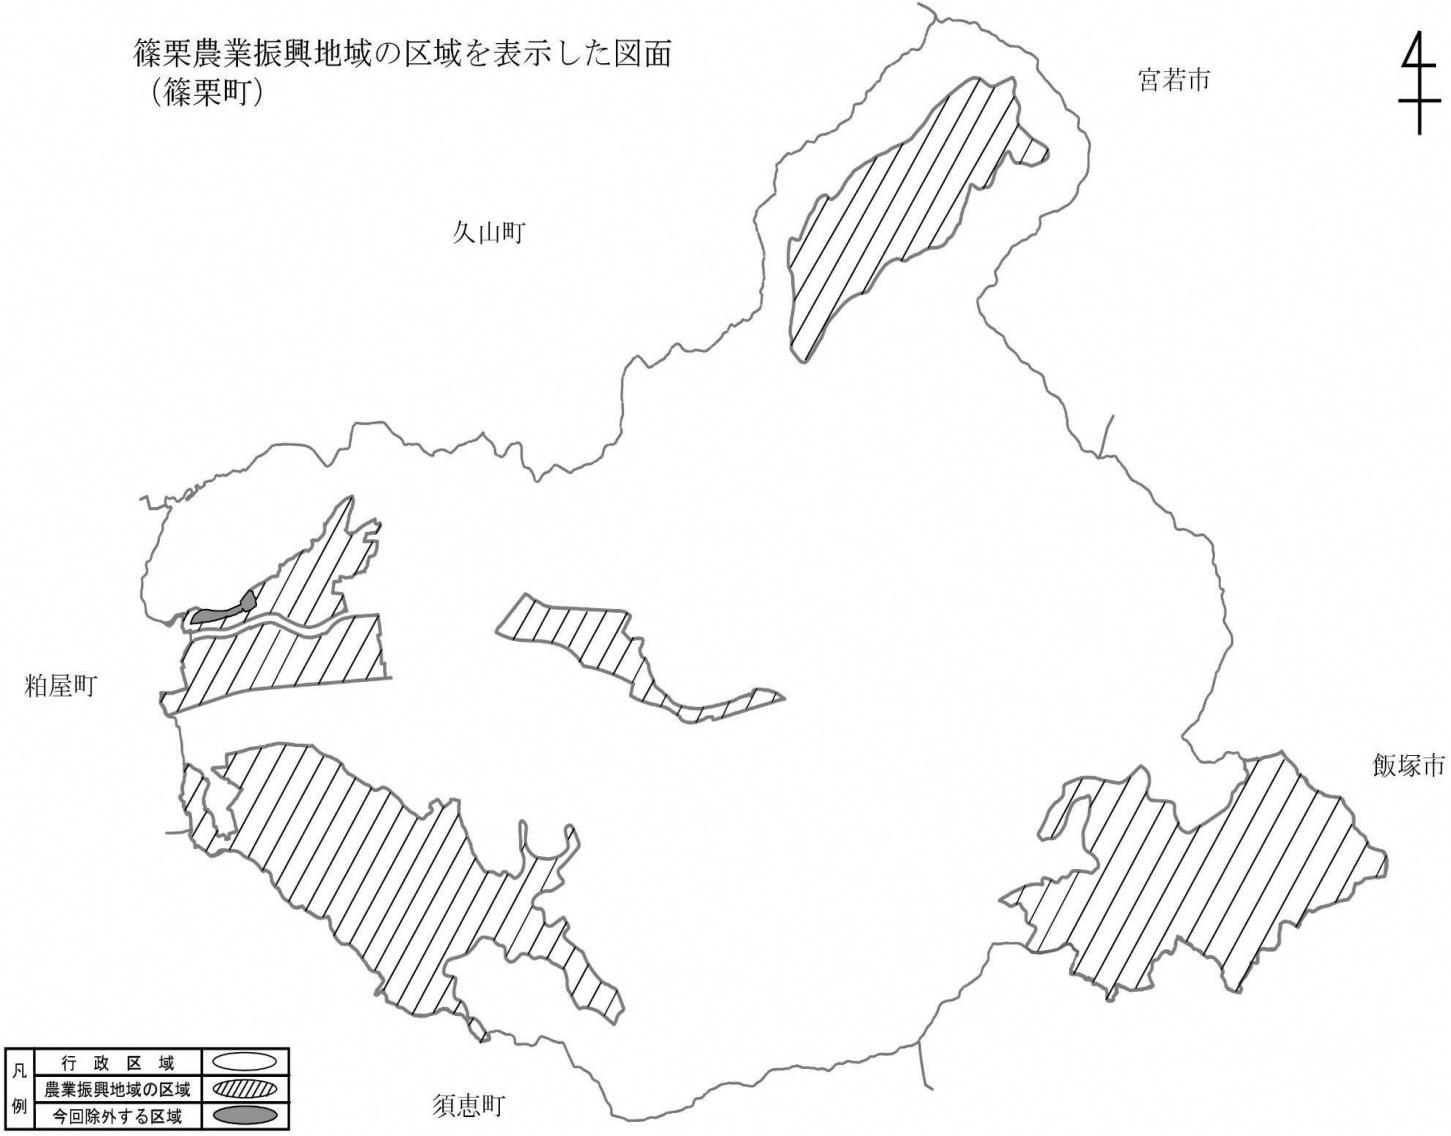 篠栗農業振興地域の区域を表示した図面
（篠栗町）
宮若市
久山町
粕屋町
飯塚市
須恵町
凡例
行政区域
農業振興地域の区域
今回除外する区域